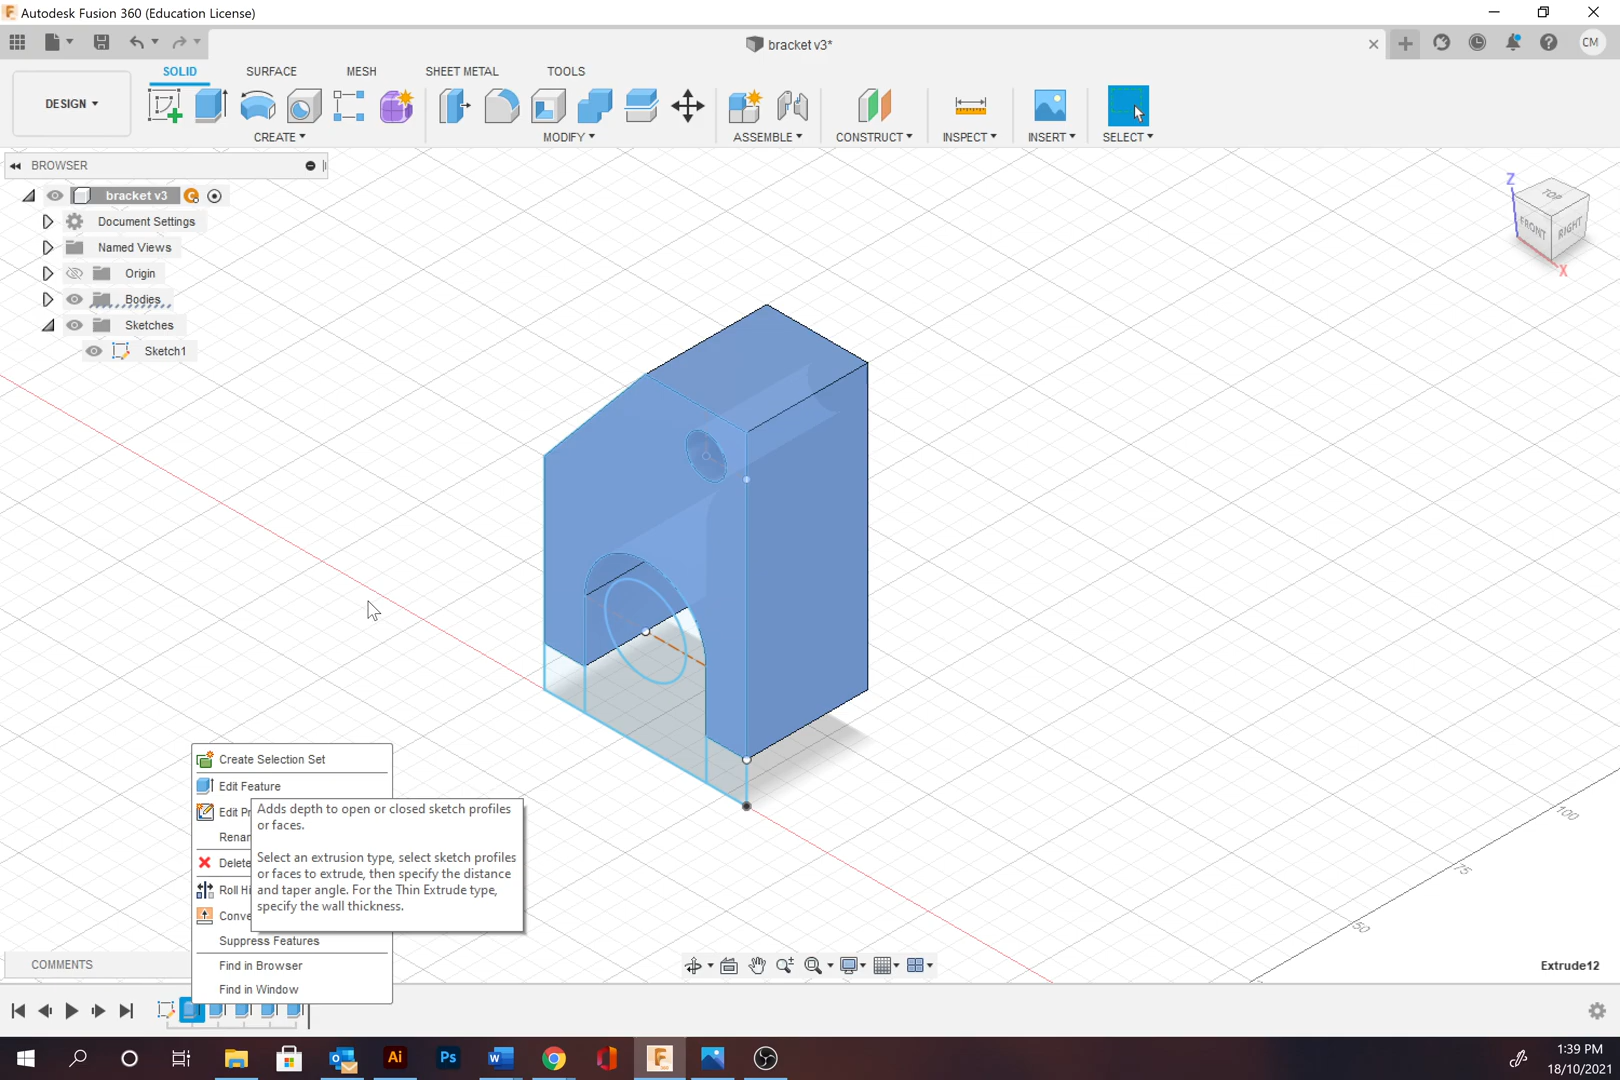 Autodesk Fusion 360 (Education License)
bracket v3*
CM
DESIGN
SOLID
SURFACE
MESH
SHEET METAL
TOOLS
CREATE
MODIFY
ASSEMBLE
CONSTRUCT
INSPECT
INSERT
SELECT
BROWSER
bracket v3
Document Settings
Named Views
Origin
Bodies
Sketches
Sketch1
Z
TOP
FRONT
RIGHT
X
100
75
50
Create Selection Set
Edit Feature
Edit Pr
Renan
Delete
Roll Hi
Conve
Suppress Features
Find in Browser
Find in Window
Adds depth to open or closed sketch profiles
or faces.
Select an extrusion type, select sketch profiles
or faces to extrude, then specify the distance
and taper angle. For the Thin Extrude type,
specify the wall thickness.
COMMENTS
Extrude12
Ai
Ps
1:39 PM
18/10/2021